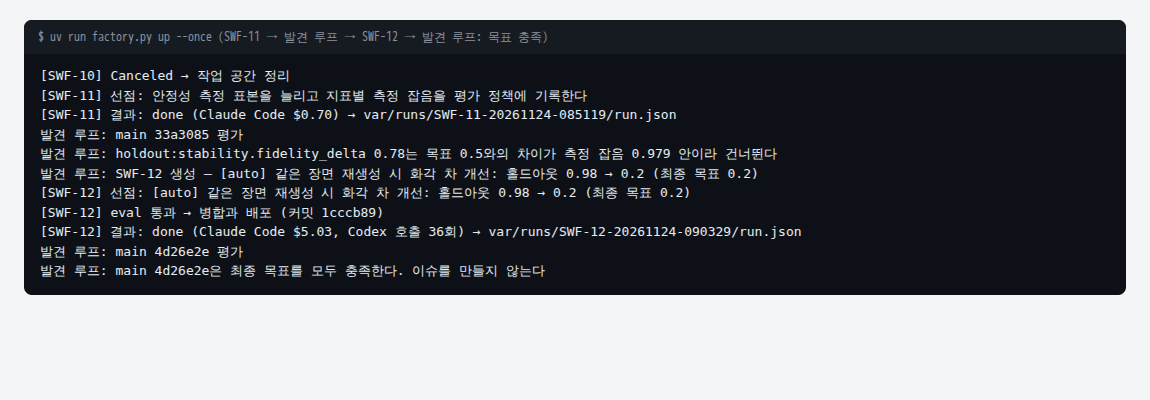 $ uv run factory.py up --once (SWF-11 → 발견 루프 → SWF-12 → 발견 루프: 목표 충족)
[SWF-10] Canceled → 작업 공간 정리
[SWF-11] 선점: 안정성 측정 표본을 늘리고 지표별 측정 잡음을 평가 정책에 기록한다
[SWF-11] 결과: done (Claude Code $0.70) → var/runs/SWF-11-20261124-085119/run.json
발견 루프: main 33a3085 평가
발견 루프: holdout:stability.fidelity_delta 0.78는 목표 0.5와의 차이가 측정 잡음 0.979 안이라 건너뛴다
발견 루프: SWF-12 생성 — [auto] 같은 장면 재생성 시 화각 차 개선: 홀드아웃 0.98 → 0.2 (최종 목표 0.2)
[SWF-12] 선점: [auto] 같은 장면 재생성 시 화각 차 개선: 홀드아웃 0.98 → 0.2 (최종 목표 0.2)
[SWF-12] eval 통과 → 병합과 배포 (커밋 1cccb89)
[SWF-12] 결과: done (Claude Code $5.03, Codex 호출 36회) → var/runs/SWF-12-20261124-090329/run.json
발견 루프: main 4d26e2e 평가
발견 루프: main 4d26e2e은 최종 목표를 모두 충족한다. 이슈를 만들지 않는다